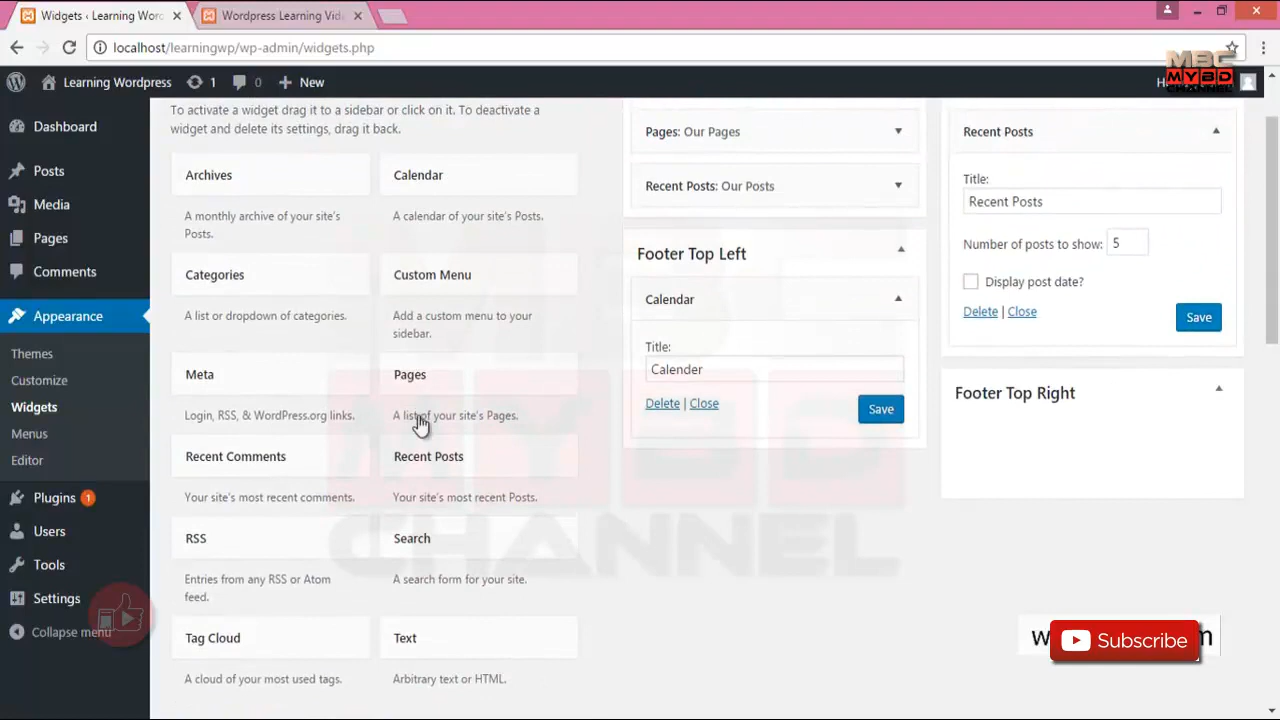 Widgets ‹ Learning Wor
Wordpress Learning Vid
localhost/learningwp/wp-admin/widgets.php
Learning Wordpress
1
0
New
MBC
MYBD
CHANNEL
Dashboard
Posts
Media
Pages
Comments
Appearance
Themes
Customize
Widgets
Menus
Editor
Plugins 1
Users
Tools
Settings
Collapse menu
To activate a widget drag it to a sidebar or click on it. To deactivate a
widget and delete its settings, drag it back.
Archives
A monthly archive of your site's
Posts.
Calendar
A calendar of your site's Posts.
Categories
A list or dropdown of categories.
Custom Menu
Add a custom menu to your
sidebar.
Meta
Login, RSS, & WordPress.org links.
Pages
A list of your site's Pages.
Recent Comments
Your site's most recent comments.
Recent Posts
Your site's most recent Posts.
RSS
Entries from any RSS or Atom
feed.
Search
A search form for your site.
Tag Cloud
A cloud of your most used tags.
Text
Arbitrary text or HTML.
Pages: Our Pages
Recent Posts: Our Posts
Footer Top Left
Calendar
Title:
Calender
Delete | Close
Save
Recent Posts
Title:
Recent Posts
Number of posts to show: 5
Display post date?
Delete | Close
Save
Footer Top Right
MYBD
CHANNEL
Subscribe